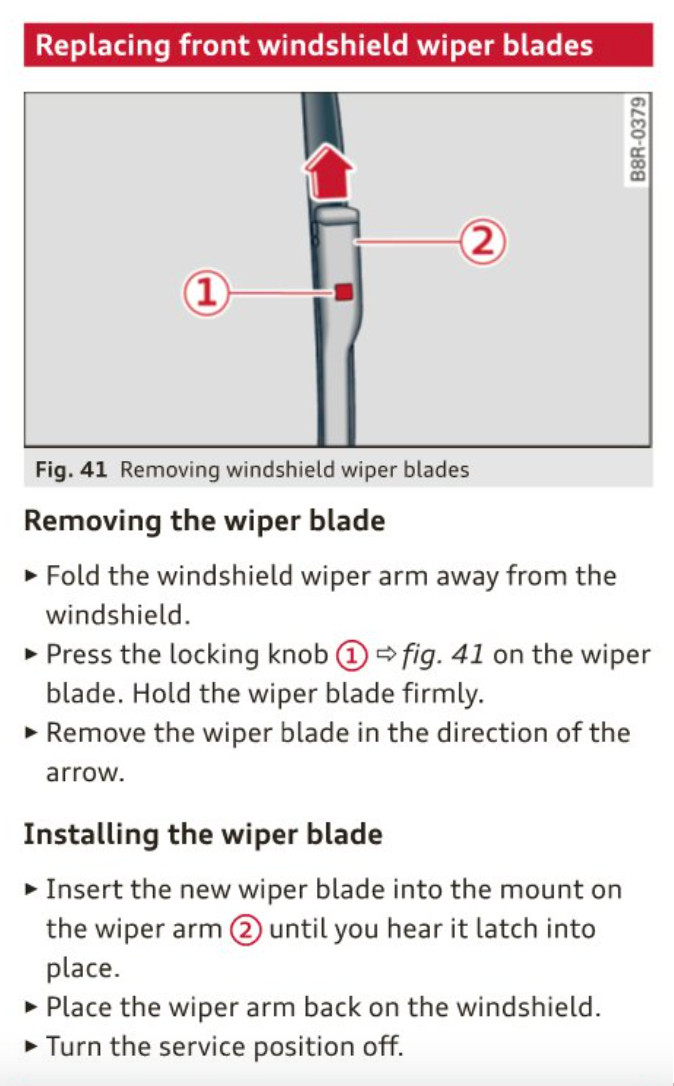 Replacing front windshield wiper blades
B8R-0379
1
2
Fig. 41 Removing windshield wiper blades
Removing the wiper blade
▸ Fold the windshield wiper arm away from the
windshield.
▸ Press the locking knob ① ⇨ fig. 41 on the wiper
blade. Hold the wiper blade firmly.
▸ Remove the wiper blade in the direction of the
arrow.
Installing the wiper blade
▸ Insert the new wiper blade into the mount on
the wiper arm ② until you hear it latch into
place.
▸ Place the wiper arm back on the windshield.
▸ Turn the service position off.